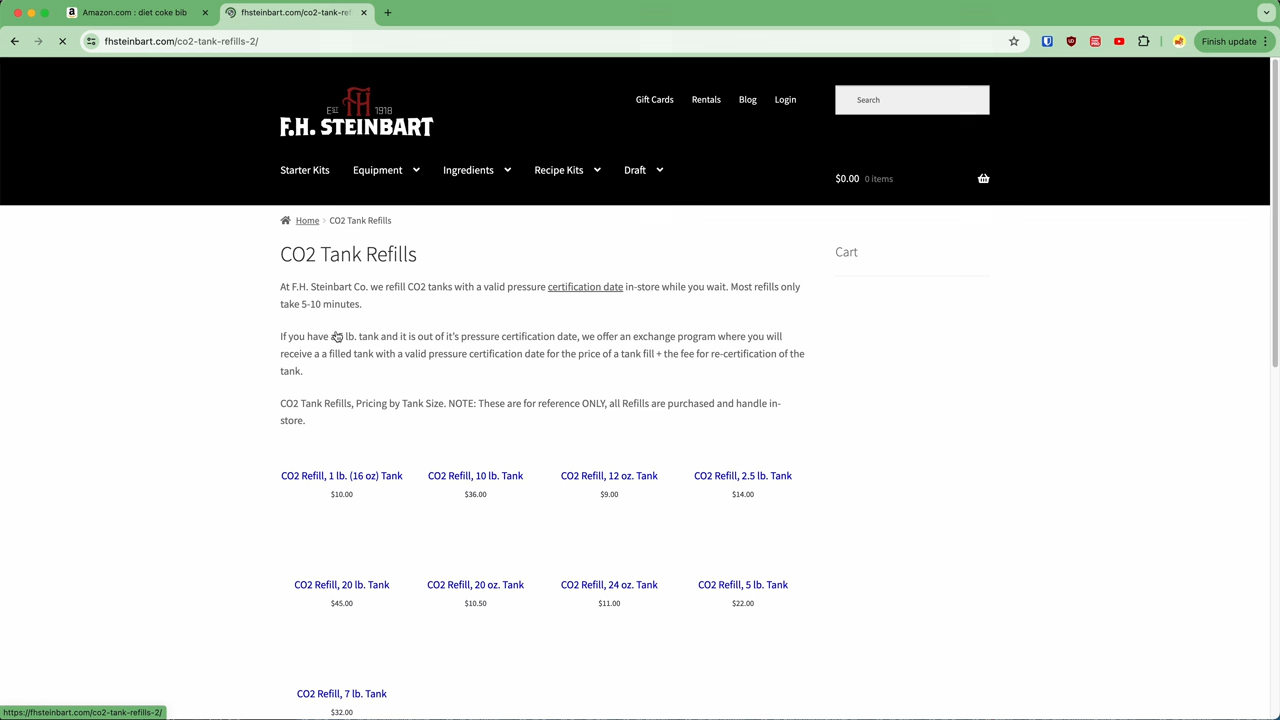 Amazon.com : diet coke bib
fhsteinbart.com/co2-tank-ref
fhsteinbart.com/co2-tank-refills-2/
Finish update
EST 1918
F.H. STEINBART
Gift Cards
Rentals
Blog
Login
Search
Starter Kits
Equipment
Ingredients
Recipe Kits
Draft
$0.00 0 items
Home > CO2 Tank Refills
CO2 Tank Refills
Cart
At F.H. Steinbart Co. we refill CO2 tanks with a valid pressure certification date in-store while you wait. Most refills only
take 5-10 minutes.
If you have lb. tank and it is out of it's pressure certification date, we offer an exchange program where you will
receive a a filled tank with a valid pressure certification date for the price of a tank fill + the fee for re-certification of the
tank.
CO2 Tank Refills, Pricing by Tank Size. NOTE: These are for reference ONLY, all Refills are purchased and handle in-
store.
CO2 Refill, 1 lb. (16 oz) Tank
$10.00
CO2 Refill, 10 lb. Tank
$36.00
CO2 Refill, 12 oz. Tank
$9.00
CO2 Refill, 2.5 lb. Tank
$14.00
CO2 Refill, 20 lb. Tank
$45.00
CO2 Refill, 20 oz. Tank
$10.50
CO2 Refill, 24 oz. Tank
$11.00
CO2 Refill, 5 lb. Tank
$22.00
CO2 Refill, 7 lb. Tank
$32.00
https://fhsteinbart.com/co2-tank-refills-2/